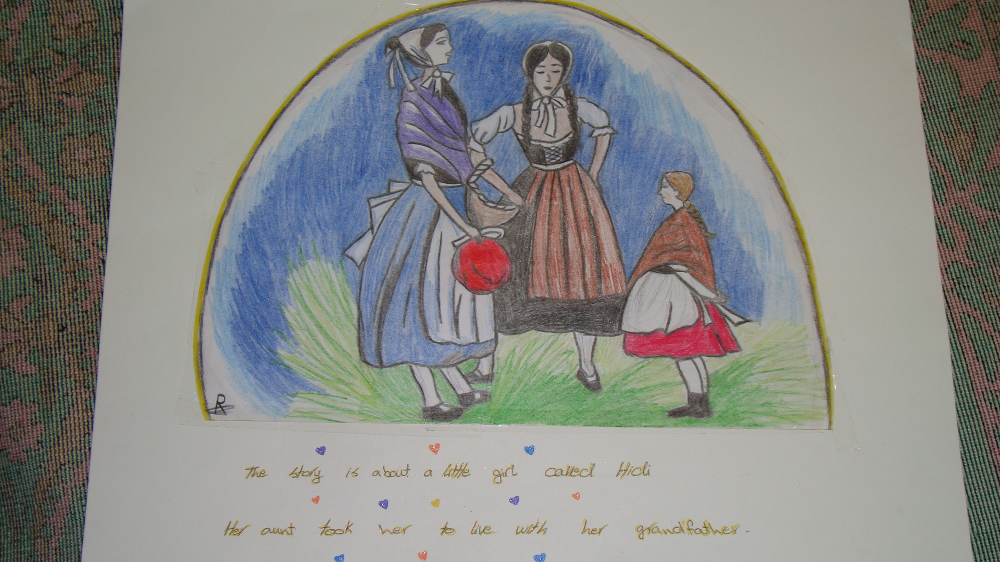 R
The story is about a little girl called Hidi
Her aunt took her to live with her grandfather.